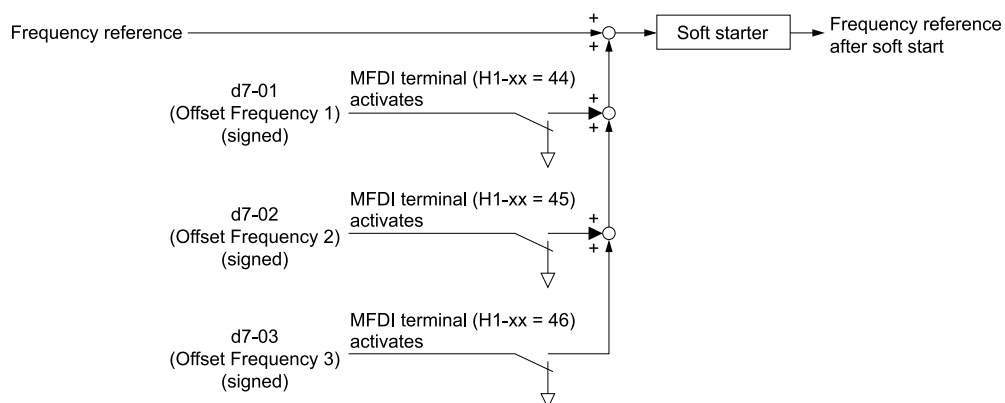 Frequency reference
+
+
Soft starter
Frequency reference
after soft start
d7-01
(Offset Frequency 1)
(signed)
MFDI terminal (H1-xx = 44)
activates
+
+
d7-02
(Offset Frequency 2)
(signed)
MFDI terminal (H1-xx = 45)
activates
+
+
d7-03
(Offset Frequency 3)
(signed)
MFDI terminal (H1-xx = 46)
activates